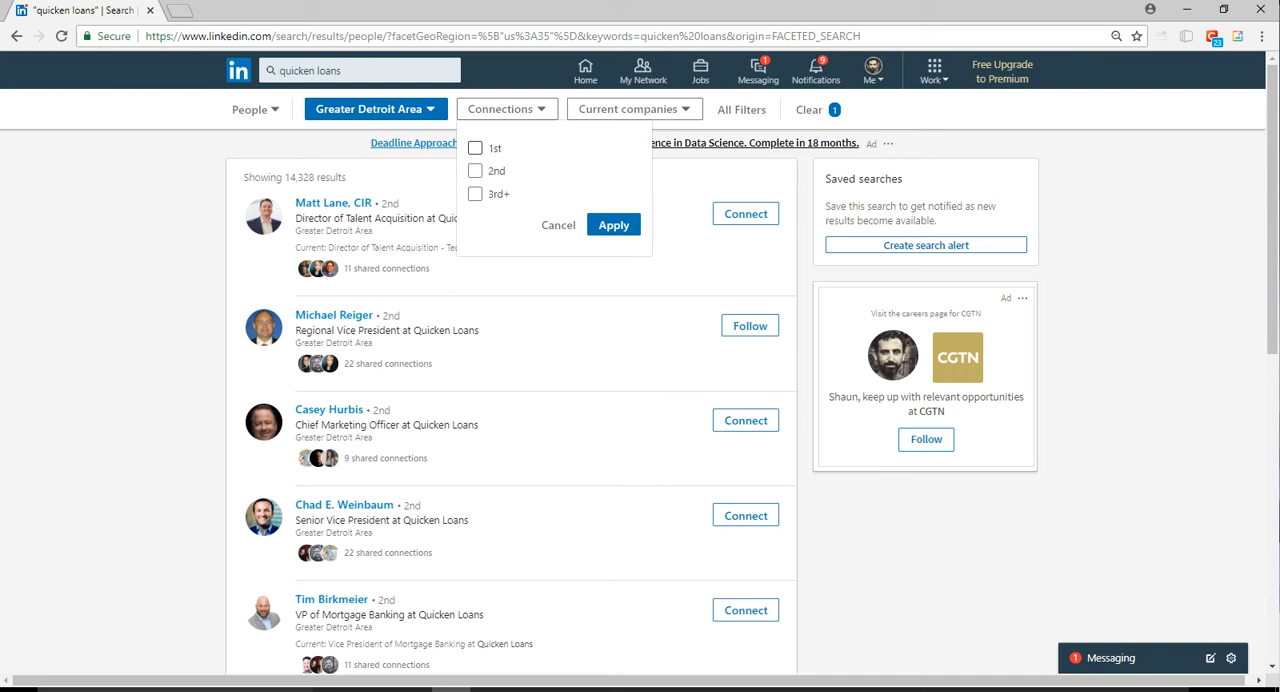 "quicken loans" | Search
Secure
https://www.linkedin.com/search/results/people/?facetGeoRegion=%5B"us%3A35"%5D&keywords=quicken%20loans&origin=FACETED_SEARCH
23
in
quicken loans
Home
My Network
Jobs
1
Messaging
9
Notifications
Me
Work
Free Upgrade
to Premium
People
Greater Detroit Area
Connections
Current companies
All Filters
Clear 1
Deadline Approach
ence in Data Science. Complete in 18 months. Ad
1st
2nd
3rd+
Cancel
Apply
Showing 14,328 results
Matt Lane, CIR • 2nd
Director of Talent Acquisition at Quic
Greater Detroit Area
Current: Director of Talent Acquisition - Te
11 shared connections
Connect
Michael Reiger • 2nd
Regional Vice President at Quicken Loans
Greater Detroit Area
22 shared connections
Follow
Casey Hurbis • 2nd
Chief Marketing Officer at Quicken Loans
Greater Detroit Area
9 shared connections
Connect
Chad E. Weinbaum • 2nd
Senior Vice President at Quicken Loans
Greater Detroit Area
22 shared connections
Connect
Tim Birkmeier • 2nd
VP of Mortgage Banking at Quicken Loans
Greater Detroit Area
Current: Vice President of Mortgage Banking at Quicken Loans
11 shared connections
Connect
Saved searches
Save this search to get notified as new
results become available.
Create search alert
Ad
Visit the careers page for CGTN
CGTN
Shaun, keep up with relevant opportunities
at CGTN
Follow
1 Messaging